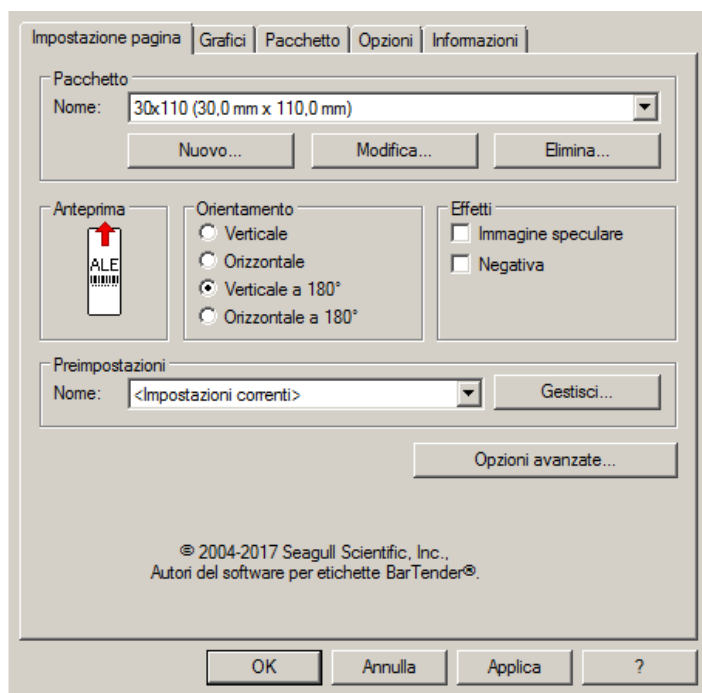 Impostazione pagina Grafici Pacchetto Opzioni Informazioni
Pacchetto
Nome: 30x110 (30,0 mm x 110,0 mm)
Nuovo... Modifica... Elimina...
Anteprima Orientamento Effetti
ALE
Verticale
Orizzontale
Verticale a 180°
Orizzontale a 180°
Immagine speculare
Negativa
Preimpostazioni
Nome: <Impostazioni correnti> Gestisci...
Opzioni avanzate...
© 2004-2017 Seagull Scientific, Inc.,
Autori del software per etichette BarTender®.
OK Annulla Applica ?